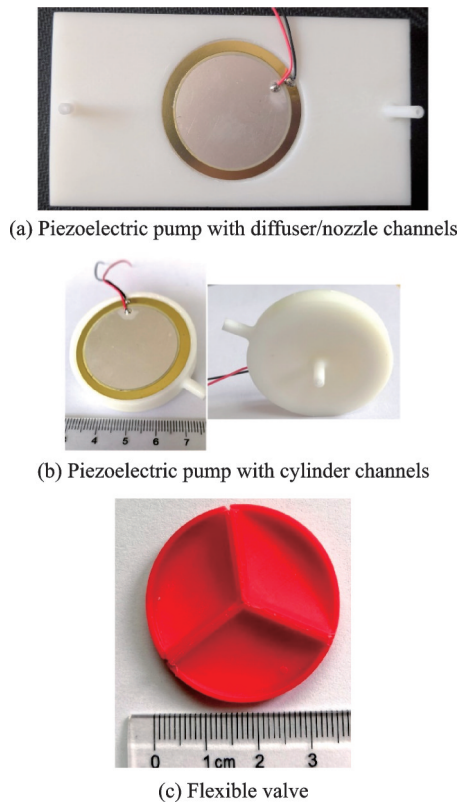 (a) Piezoelectric pump with diffuser/nozzle channels
3 4 5 6 7
(b) Piezoelectric pump with cylinder channels
0 1cm 2 3
(c) Flexible valve